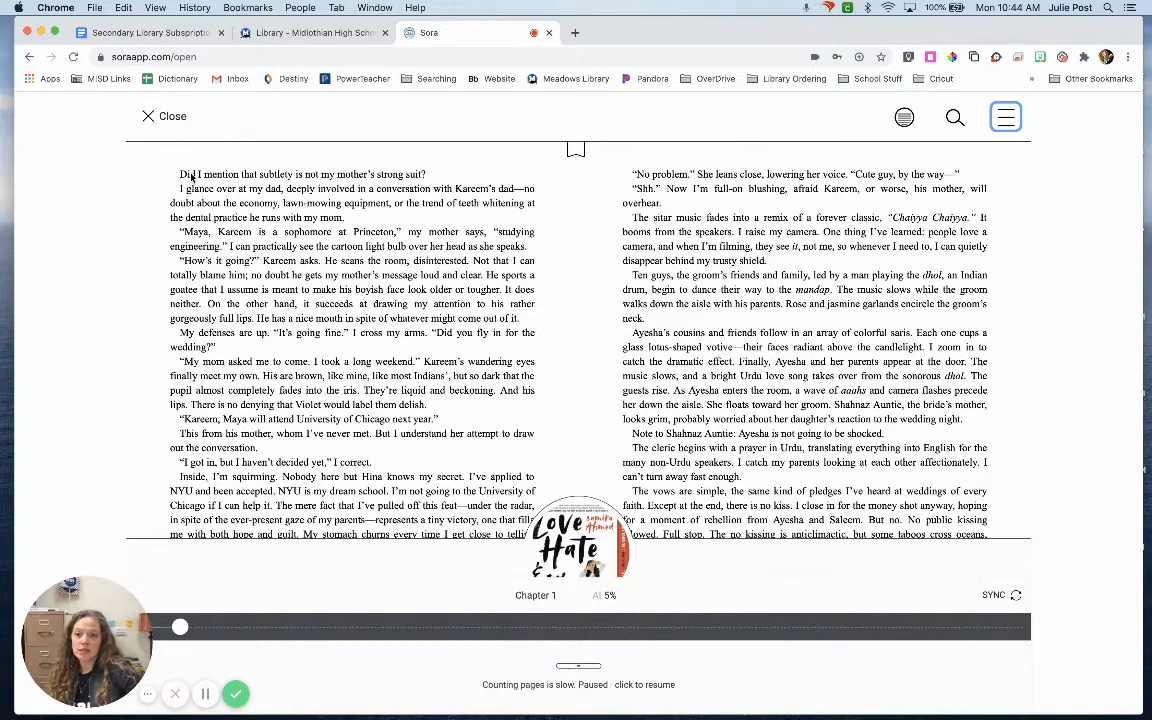 Chrome File Edit View History Bookmarks People Tab Window Help 100% Mon 10:44 AM Julie Post
Secondary Library Subscription Library – Midlothian High Scho Sora
soraapp.com/open
Apps MISD Links Dictionary Inbox Destiny PowerTeacher Searching Bb Website Meadows Library Pandora OverDrive Library Ordering School Stuff Cricut » Other Bookmarks
Close
Did I mention that subtlety is not my mother's strong suit?
I glance over at my dad, deeply involved in a conversation with Kareem's dad—no
doubt about the economy, lawn-mowing equipment, or the trend of teeth whitening at
the dental practice he runs with my mom.
"Maya, Kareem is a sophomore at Princeton," my mother says, "studying
engineering." I can practically see the cartoon light bulb over her head as she speaks.
"How's it going?" Kareem asks. He scans the room, disinterested. Not that I can
totally blame him; no doubt he gets my mother's message loud and clear. He sports a
goatee that I assume is meant to make his boyish face look older or tougher. It does
neither. On the other hand, it succeeds at drawing my attention to his rather
gorgeously full lips. He has a nice mouth in spite of whatever might come out of it.
My defenses are up. "It's going fine." I cross my arms. "Did you fly in for the
wedding?"
"My mom asked me to come. I took a long weekend." Kareem's wandering eyes
finally meet my own. His are brown, like mine, like most Indians', but so dark that the
pupil almost completely fades into the iris. They're liquid and beckoning. And his
lips. There is no denying that Violet would label them delish.
"Kareem, Maya will attend University of Chicago next year."
This from his mother, whom I've never met. But I understand her attempt to draw
out the conversation.
"I got in, but I haven't decided yet," I correct.
Inside, I'm squirming. Nobody here but Hina knows my secret. I've applied to
NYU and been accepted. NYU is my dream school. I'm not going to the University of
Chicago if I can help it. The mere fact that I've pulled off this feat—under the radar,
in spite of the ever-present gaze of my parents—represents a tiny victory, one that fills
me with both hope and guilt. My stomach churns every time I get close to
"No problem." She leans close, lowering her voice. "Cute guy, by the way—"
"Shh." Now I'm full-on blushing, afraid Kareem, or worse, his mother, will
overhear.
The sitar music fades into a remix of a forever classic, "Chaiyya Chaiyya." It
booms from the speakers. I raise my camera. One thing I've learned: people love a
camera, and when I'm filming, they see it, not me, so whenever I need to, I can quietly
disappear behind my trusty shield.
Ten guys, the groom's friends and family, led by a man playing the dhol, an Indian
drum, begin to dance their way to the mandap. The music slows while the groom
walks down the aisle with his parents. Rose and jasmine garlands encircle the groom's
neck.
Ayesha's cousins and friends follow in an array of colorful saris. Each one cups a
glass lotus-shaped votive—their faces radiant above the candlelight. I zoom in to
catch the dramatic effect. Finally, Ayesha and her parents appear at the door. The
music slows, and a bright Urdu love song takes over from the sonorous dhol. The
guests rise. As Ayesha enters the room, a wave of aaahs and camera flashes precede
her down the aisle. She floats toward her groom. Shahnaz Auntie, the bride's mother,
looks grim, probably worried about her daughter's reaction to the wedding night.
Note to Shahnaz Auntie: Ayesha is not going to be shocked.
The cleric begins with a prayer in Urdu, translating everything into English for the
many non-Urdu speakers. I catch my parents looking at each other affectionately. I
can't turn away fast enough.
The vows are simple, the same kind of pledges I've heard at weddings of every
faith. Except at the end, there is no kiss. I close in for the money shot anyway, hoping
for a moment of rebellion from Ayesha and Saleem. But no. No public kissing
allowed. Full stop. The no kissing is anticlimactic, but some taboos cross oceans,
Love
Hate
&
Samira
Ahmed
Chapter 1 At 5%
SYNC
Counting pages is slow. Paused - click to resume